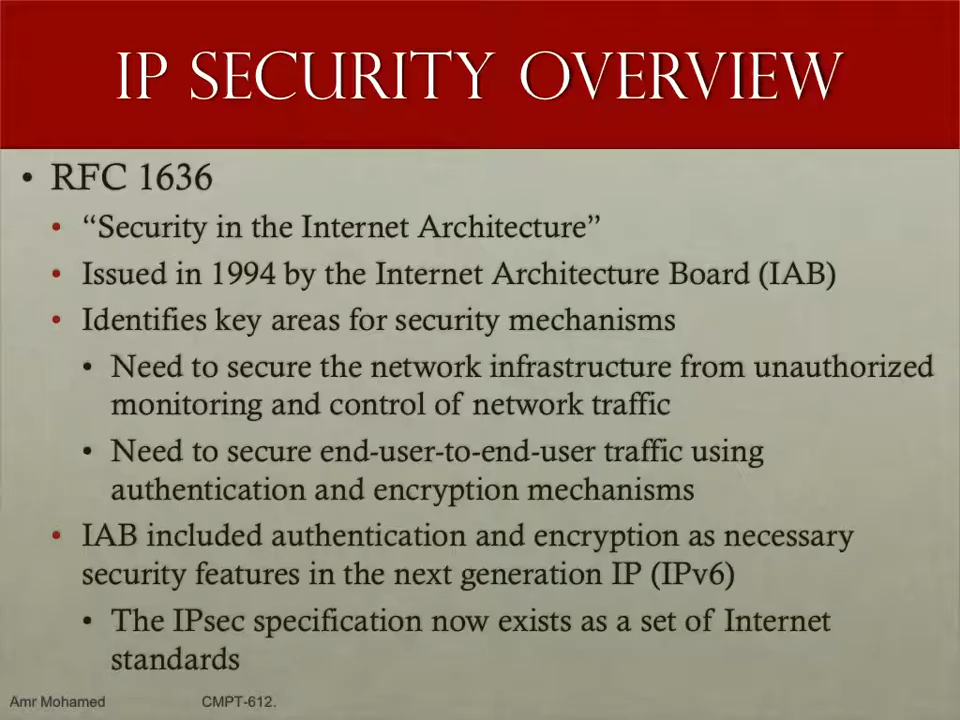 IP SECURITY OVERVIEW
• RFC 1636
• “Security in the Internet Architecture”
• Issued in 1994 by the Internet Architecture Board (IAB)
• Identifies key areas for security mechanisms
• Need to secure the network infrastructure from unauthorized
monitoring and control of network traffic
• Need to secure end-user-to-end-user traffic using
authentication and encryption mechanisms
• IAB included authentication and encryption as necessary
security features in the next generation IP (IPv6)
• The IPsec specification now exists as a set of Internet
standards
Amr Mohamed CMPT-612.